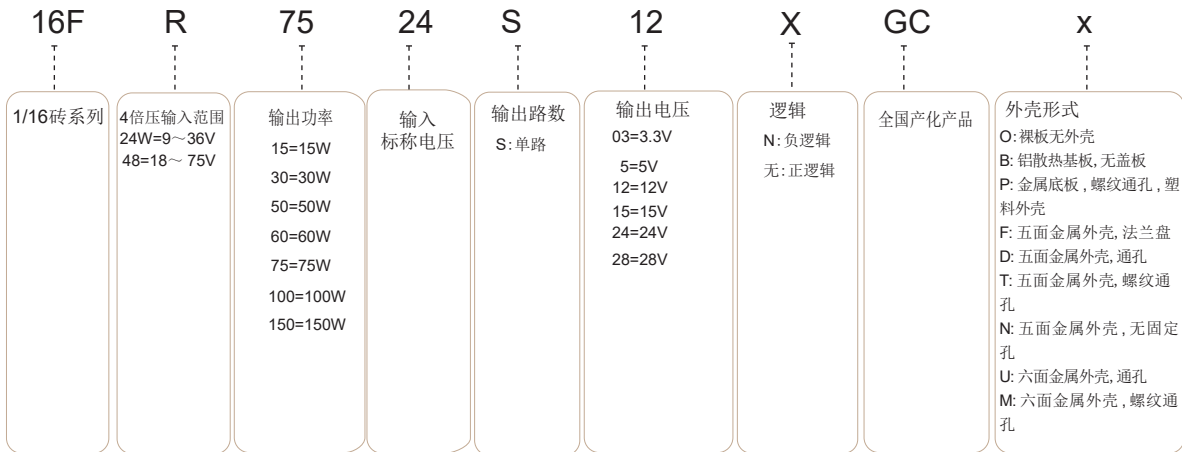 16F R 75 24 S 12 X GC x
1/16砖系列
4倍压输入范围
24W=9～36V
48=18～ 75V
输出功率
15=15W
30=30W
50=50W
60=60W
75=75W
100=100W
150=150W
输入
标称电压
输出路数
S:单路
输出电压
03=3.3V
5=5V
12=12V
15=15V
24=24V
28=28V
逻辑
N:负逻辑
无:正逻辑
全国产化产品
外壳形式
O:裸板无外壳
B: 铝散热基板,无盖板
P: 金属底板,螺纹通孔,塑
料外壳
F: 五面金属外壳,法兰盘
D: 五面金属外壳,通孔
T: 五面金属外壳,螺纹通
孔
N: 五面金属外壳,无固定
孔
U: 六面金属外壳,通孔
M: 六面金属外壳,螺纹通
孔